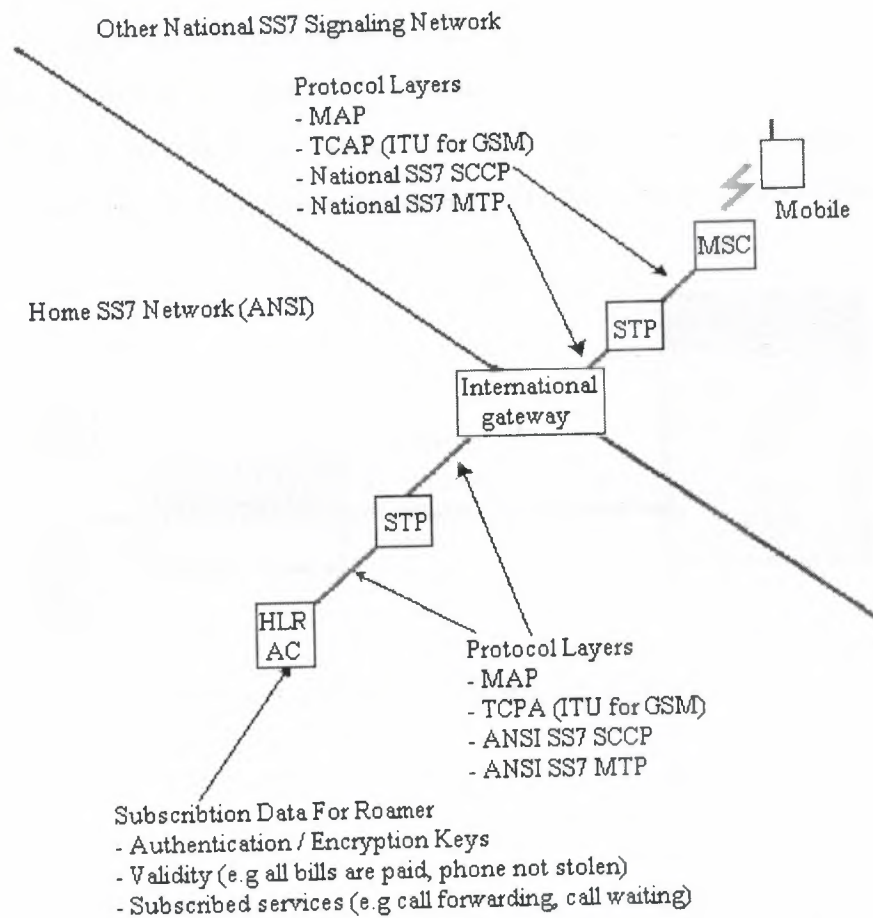 Other National SS7 Signaling Network
Protocol Layers
- MAP
- TCAP (ITU for GSM)
- National SS7 SCCP
- National SS7 MTP
Mobile
MSC
STP
Home SS7 Network (ANSI)
International
gateway
STP
HLR
AC
Protocol Layers
- MAP
- TCPA (ITU for GSM)
- ANSI SS7 SCCP
- ANSI SS7 MTP
Subscribtion Data For Roamer
- Authentication / Encryption Keys
- Validity (e.g all bills are paid, phone not stolen)
- Subscribed services (e.g call forwarding, call waiting)